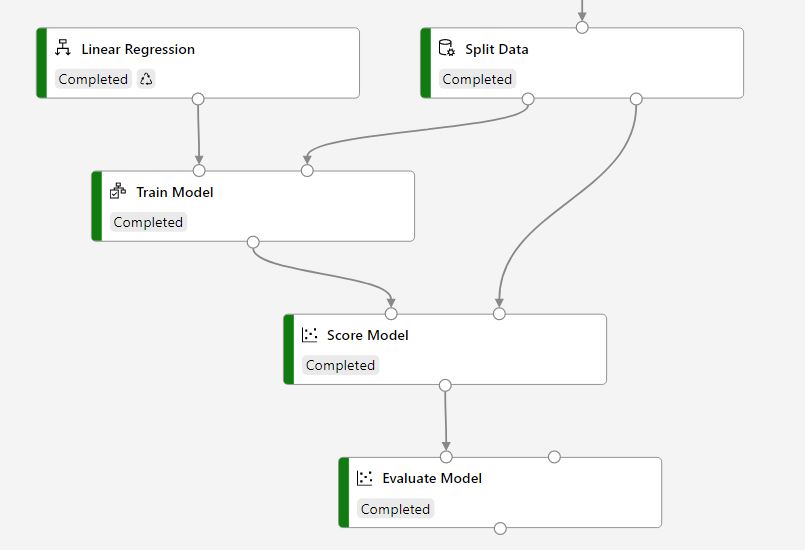 Linear Regression
Completed
Split Data
Completed
Train Model
Completed
Score Model
Completed
Evaluate Model
Completed